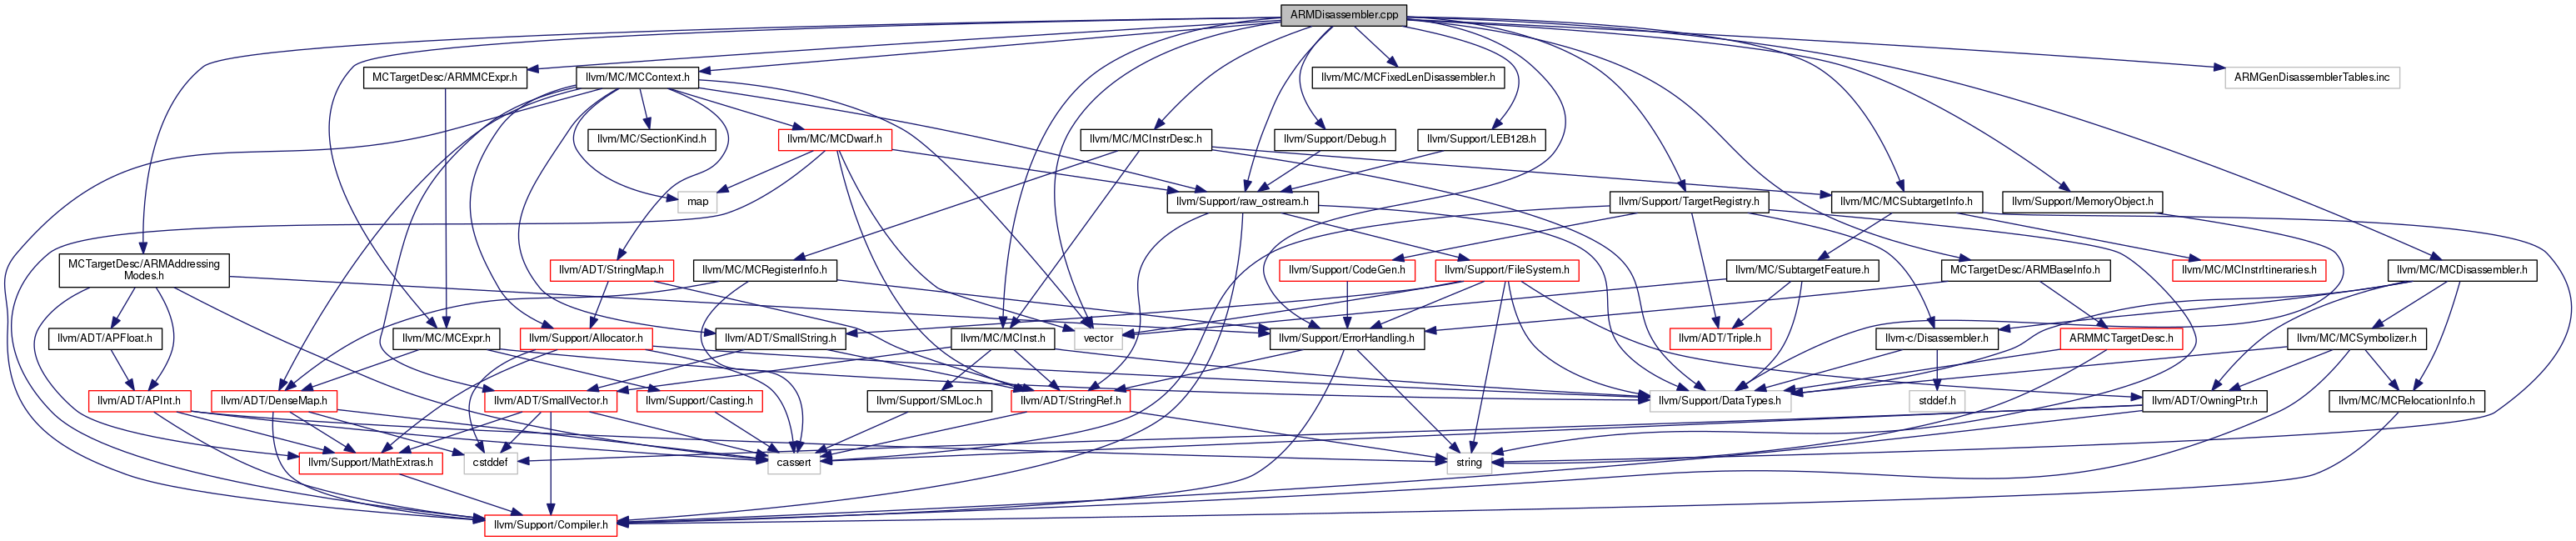 ARMDisassembler.cpp
MCTargetDesc/ARMMCExpr.h
llvm/MC/MCContext.h
llvm/MC/MCFixedLenDisassembler.h
ARMGenDisassemblerTables.inc
llvm/MC/SectionKind.h
llvm/MC/MCDwarf.h
llvm/MC/MCInstrDesc.h
llvm/Support/Debug.h
llvm/Support/LEB128.h
map
llvm/Support/raw_ostream.h
llvm/Support/TargetRegistry.h
llvm/MC/MCSubtargetInfo.h
llvm/Support/MemoryObject.h
MCTargetDesc/ARMAddressing
Modes.h
llvm/ADT/StringMap.h
llvm/MC/MCRegisterInfo.h
llvm/Support/CodeGen.h
llvm/Support/FileSystem.h
llvm/MC/SubtargetFeature.h
MCTargetDesc/ARMBaseInfo.h
llvm/MC/MCInstrItineraries.h
llvm/MC/MCDisassembler.h
llvm/ADT/APFloat.h
llvm/MC/MCExpr.h
llvm/Support/Allocator.h
llvm/ADT/SmallString.h
llvm/MC/MCInst.h
vector
llvm/Support/ErrorHandling.h
llvm/ADT/Triple.h
llvm-c/Disassembler.h
ARMMCTargetDesc.h
llvm/MC/MCSymbolizer.h
llvm/ADT/APInt.h
llvm/ADT/DenseMap.h
llvm/ADT/SmallVector.h
llvm/Support/Casting.h
llvm/Support/SMLoc.h
llvm/ADT/StringRef.h
llvm/Support/DataTypes.h
stddef.h
llvm/ADT/OwningPtr.h
llvm/MC/MCRelocationInfo.h
llvm/Support/MathExtras.h
cstddef
cassert
string
llvm/Support/Compiler.h